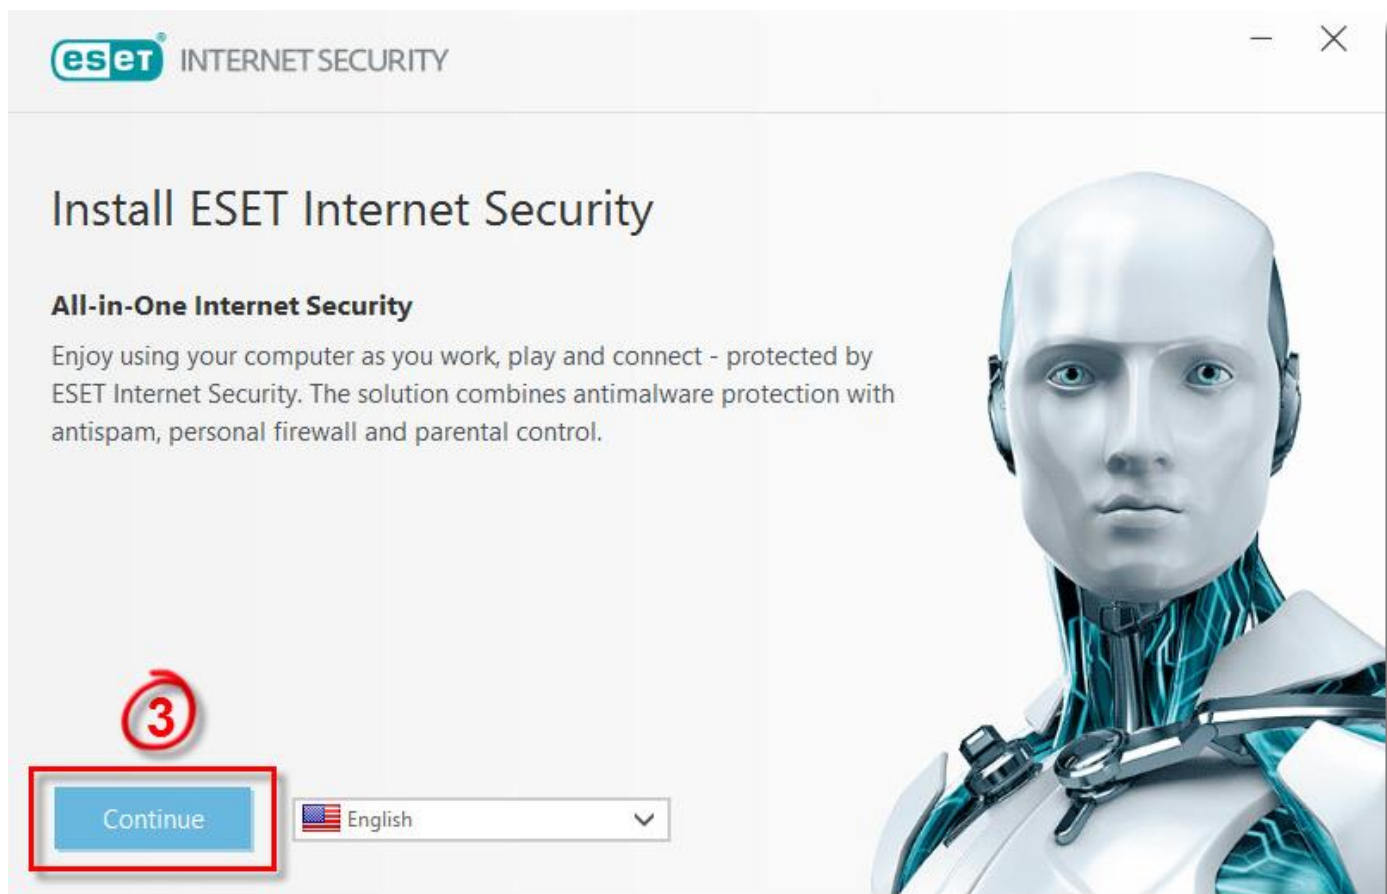 eset INTERNET SECURITY
Install ESET Internet Security
All-in-One Internet Security
Enjoy using your computer as you work, play and connect - protected by
ESET Internet Security. The solution combines antimalware protection with
antispam, personal firewall and parental control.
3
Continue
English